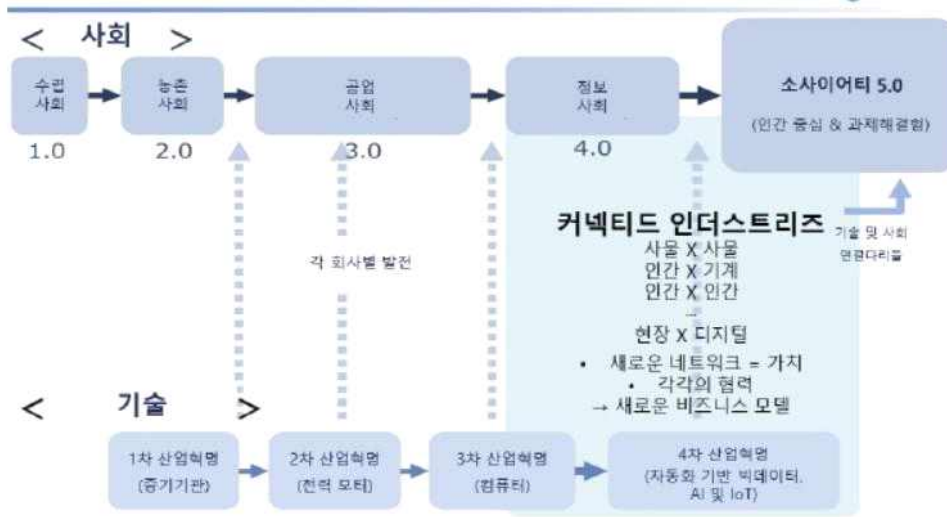 < 사회 >
수렵
사회
농촌
사회
공업
사회
정보
사회
소사이어티 5.0
(인간 중심 & 과제해결형)
1.0
2.0
3.0
4.0
커넥티드 인더스트리즈
기술 및 사회
연결다리들
사물 X 사물
인간 X 기계
인간 X 인간
각 회사별 발전
...
현장 X 디지털
• 새로운 네트워크 = 가치
• 각각의 협력
→ 새로운 비즈니스 모델
< 기술 >
1차 산업혁명
(증기기관)
2차 산업혁명
(전력 모터)
3차 산업혁명
(컴퓨터)
4차 산업혁명
(자동화 기반 빅데이터,
AI 및 IoT)